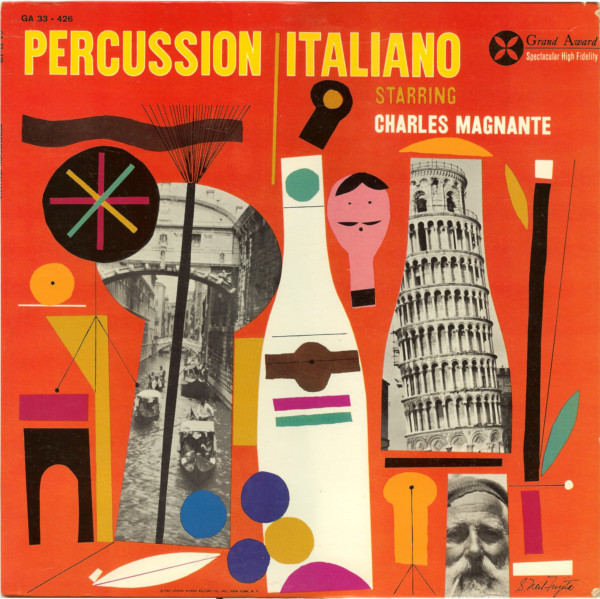 GA 33 - 426
PERCUSSION ITALIANO
Grand Award
Spectacular High Fidelity
STARRING
CHARLES MAGNANTE